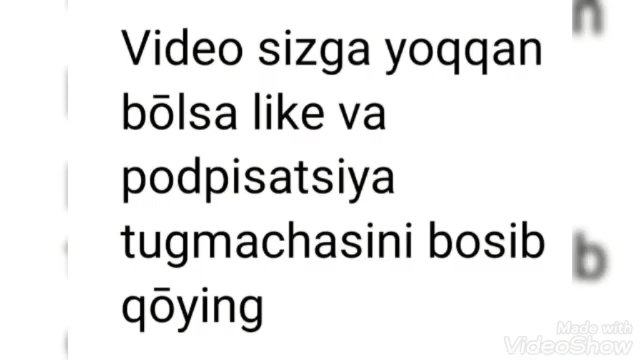 Video sizga yoqqan
bōlsa like va
podpisatsiya
tugmachasini bosib
qōying
Made with
VideoShow